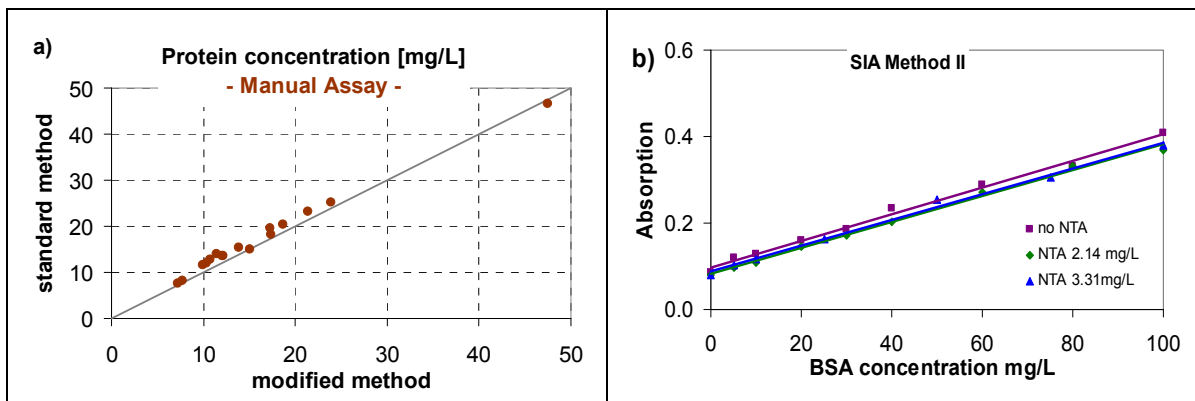 a)
Protein concentration [mg/L]
- Manual Assay -
standard method
50
40
30
20
10
0
0 10 20 30 40 50
modified method
b)
SIA Method II
Absorption
0.6
0.4
0.2
0.0
no NTA
NTA 2.14 mg/L
NTA 3.31mg/L
0 20 40 60 80 100
BSA concentration mg/L